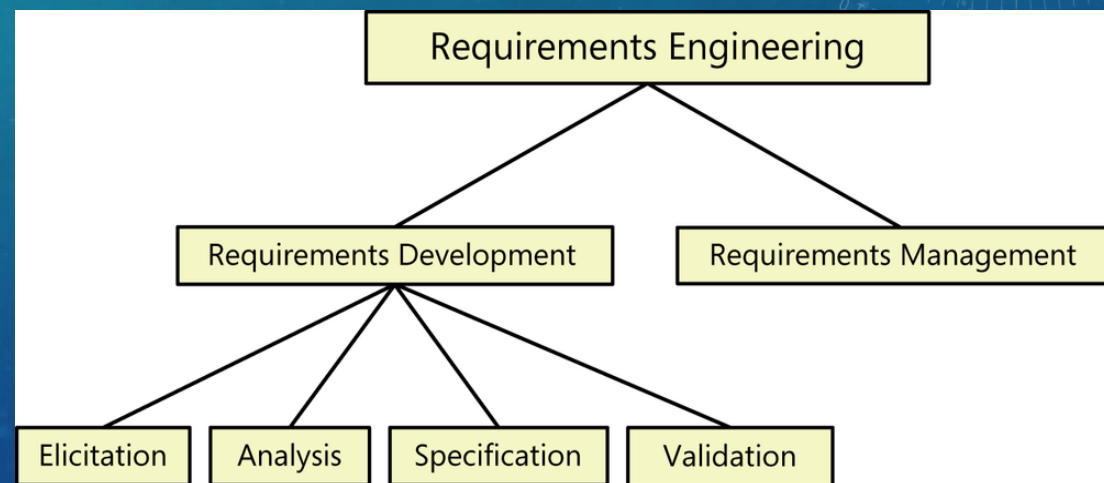 Requirements Engineering
Requirements Development
Requirements Management
Elicitation
Analysis
Specification
Validation